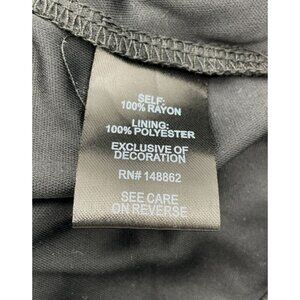 SELF:
100% RAYON
LINING:
100% POLYESTER
EXCLUSIVE OF
DECORATION
RN# 148862
SEE CARE
ON REVERSE